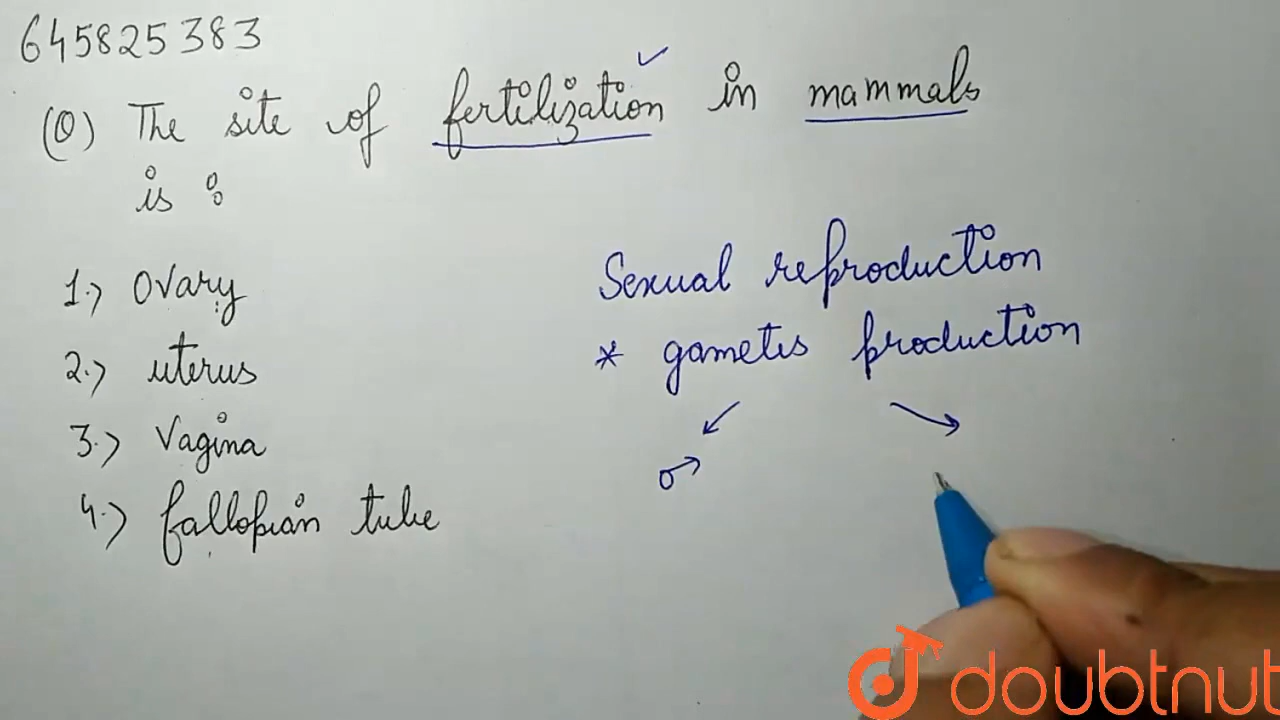 645825383
(Q) The site of fertilization in mammals
is :
1.) Ovary
2.) uterus
3.) Vagina
4.) fallopian tube
Sexual reproduction
* gametes production
♂
doubtnut